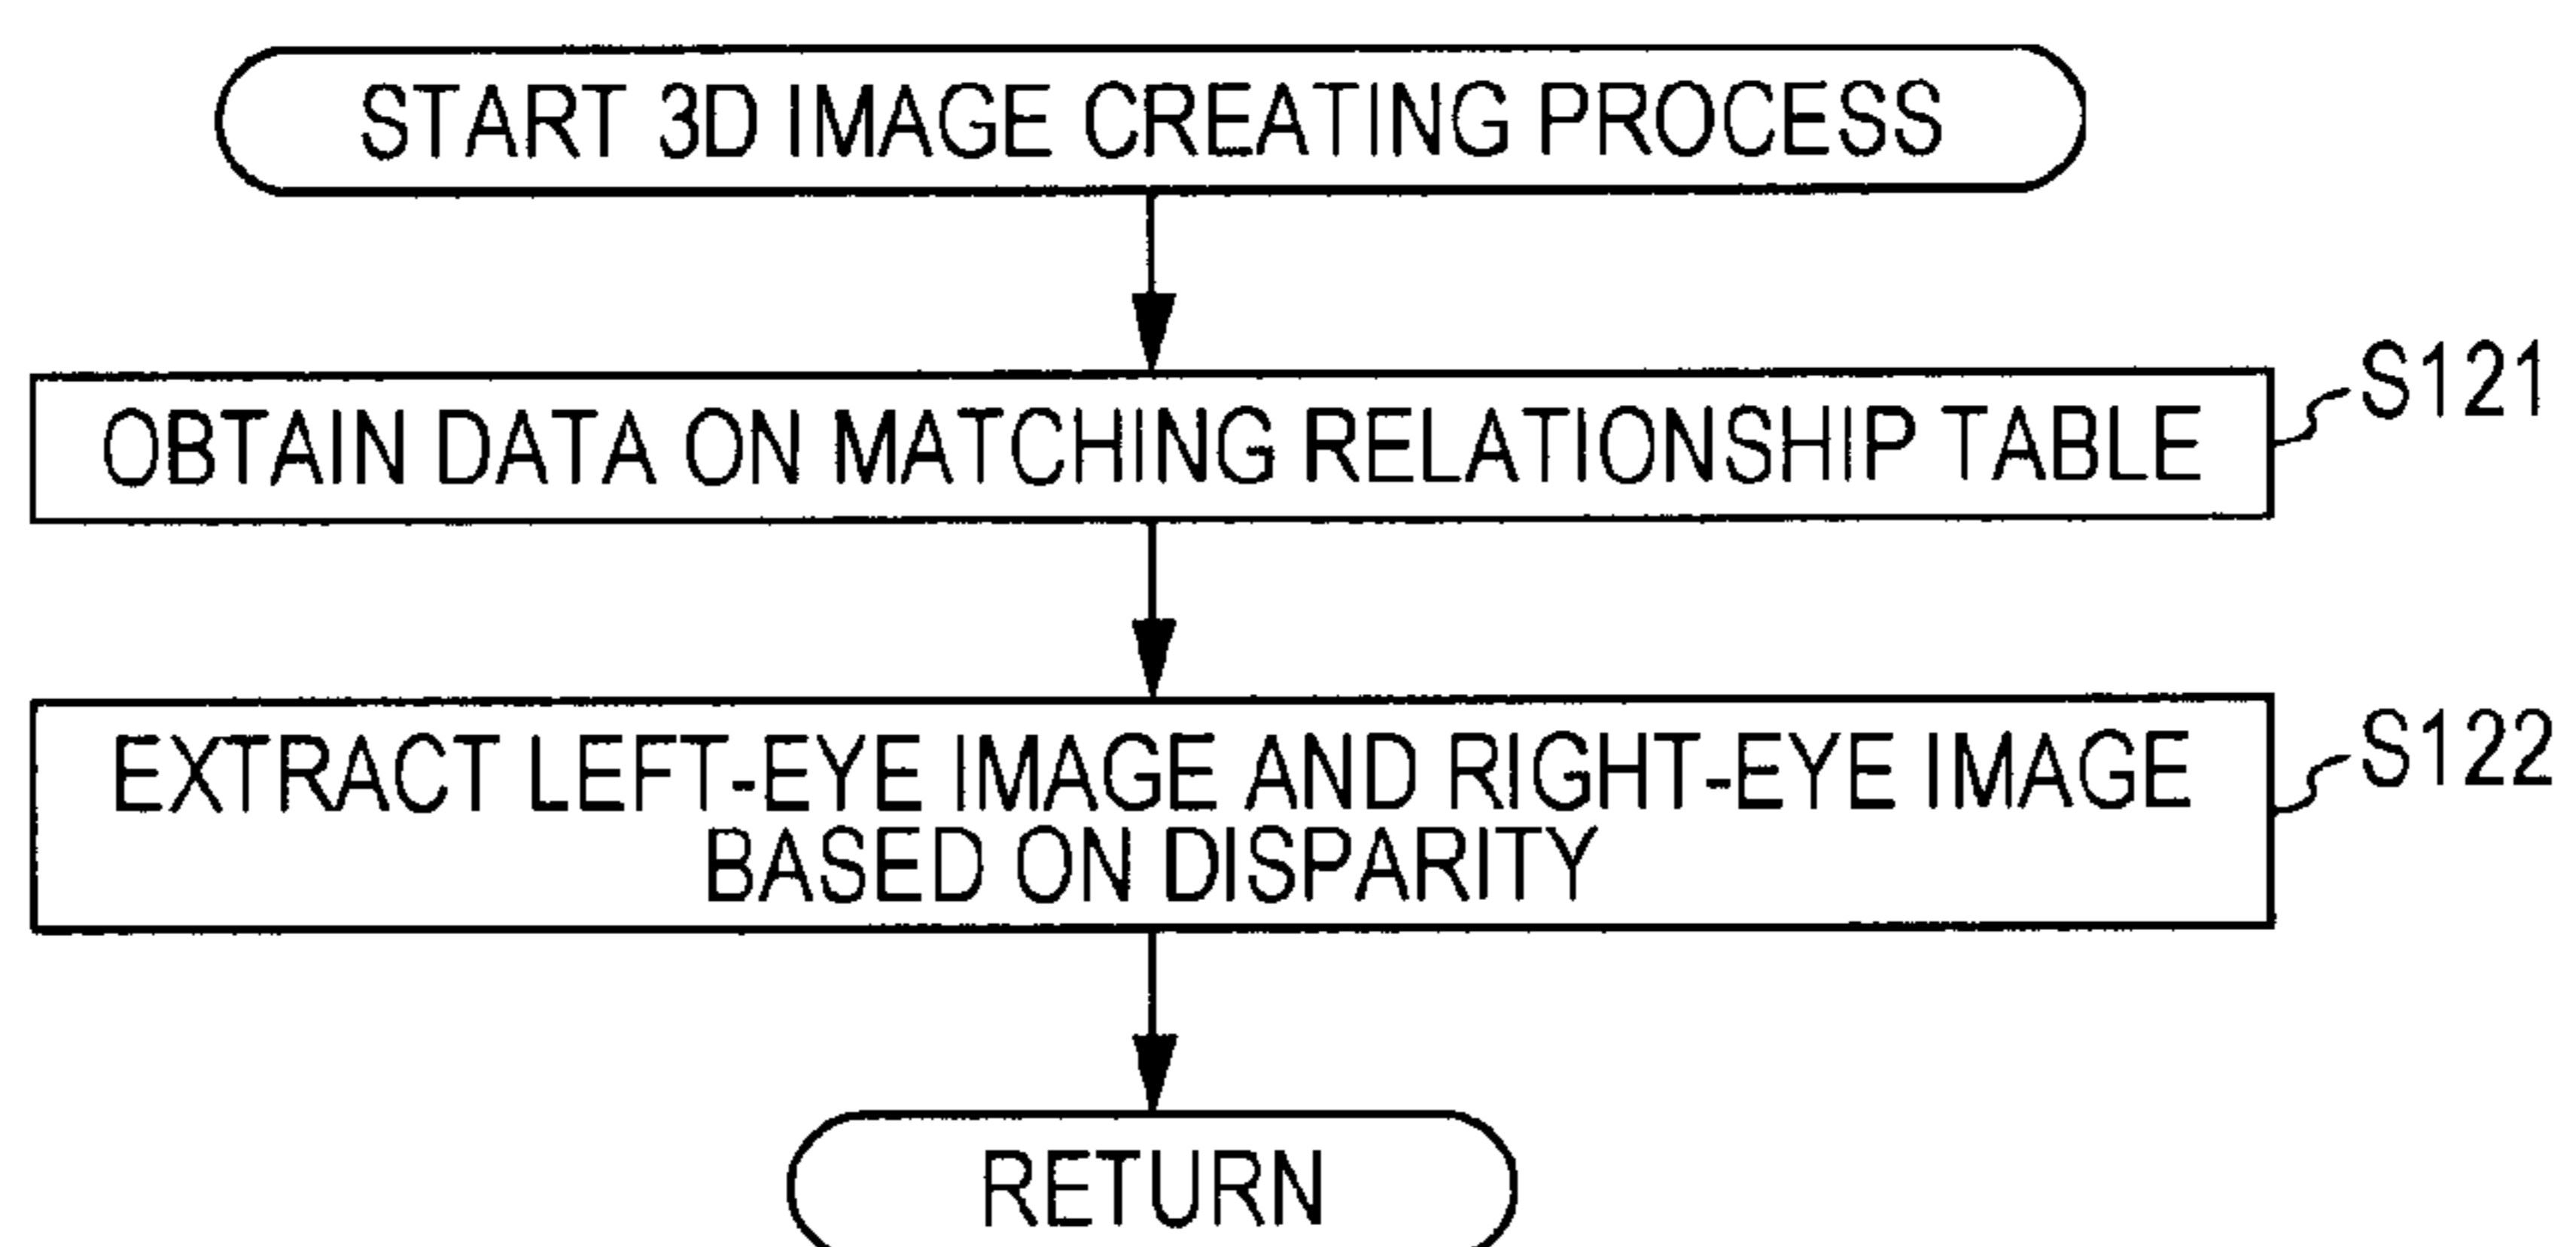 START 3D IMAGE CREATING PROCESS
OBTAIN DATA ON MATCHING RELATIONSHIP TABLE
S121
EXTRACT LEFT-EYE IMAGE AND RIGHT-EYE IMAGE
BASED ON DISPARITY
S122
RETURN